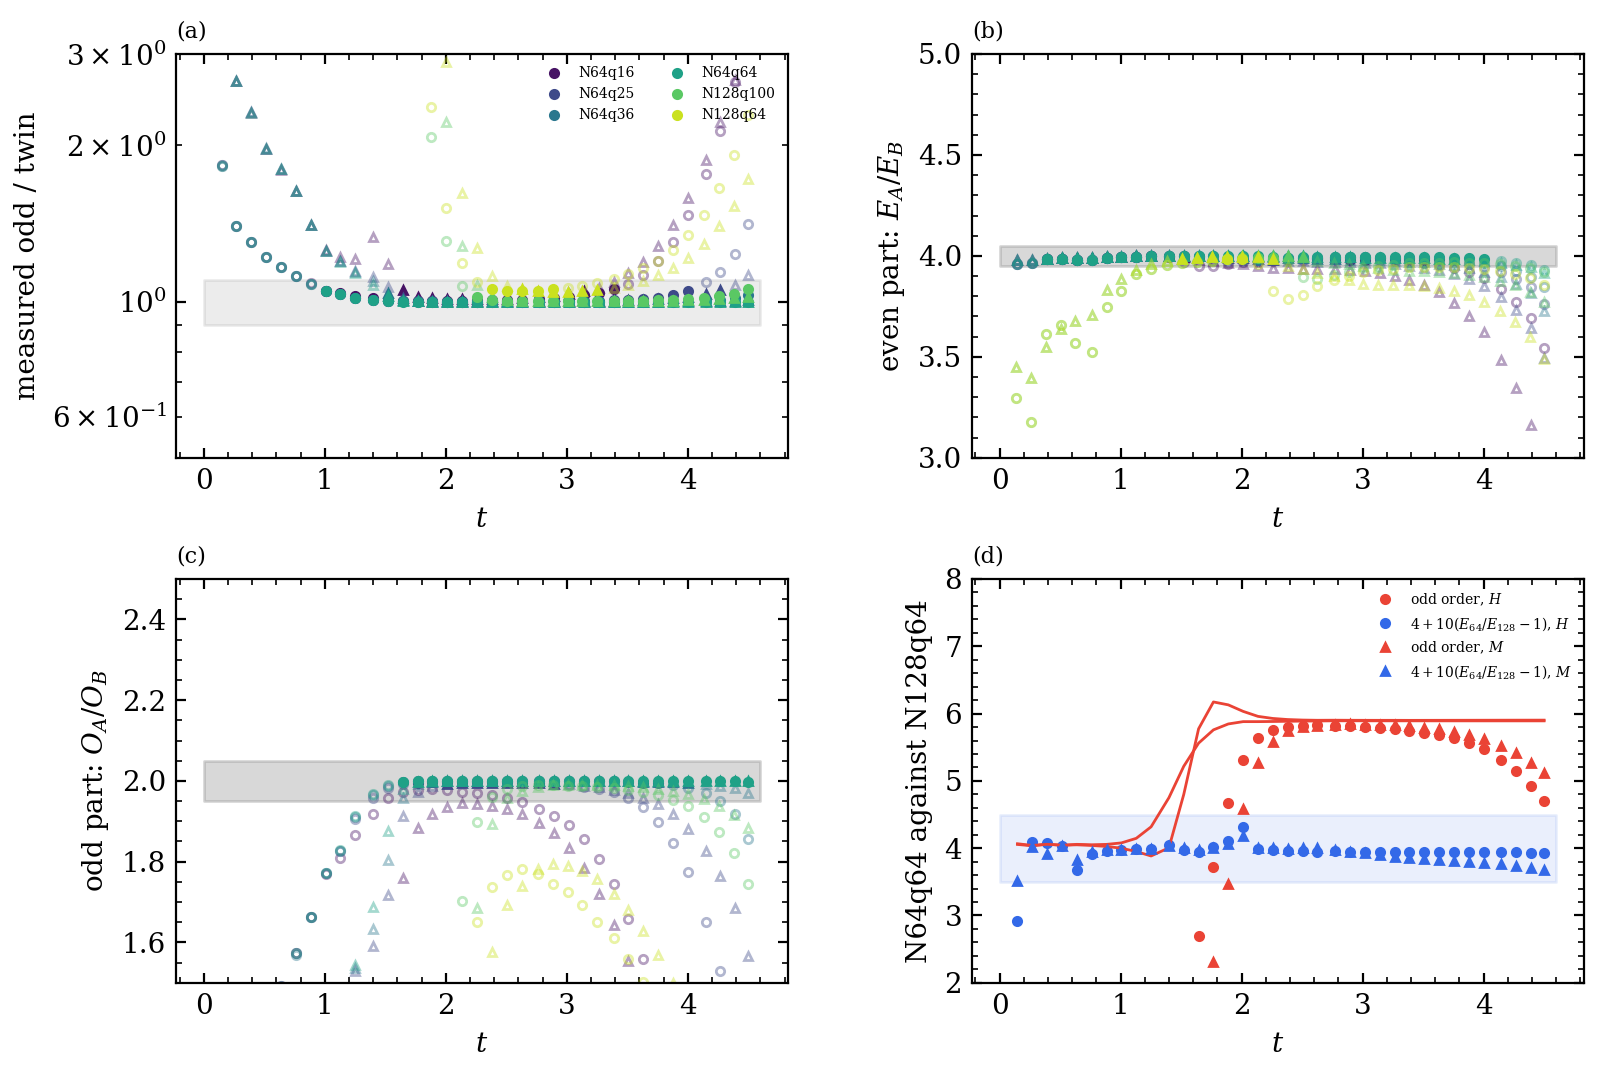 (a)
measured odd / twin
3 × 10⁰
2 × 10⁰
10⁰
6 × 10⁻¹
N64q16
N64q25
N64q36
N64q64
N128q100
N128q64
0 1 2 3 4
t
(b)
even part: E_A/E_B
5.0
4.5
4.0
3.5
3.0
0 1 2 3 4
t
(c)
odd part: O_A/O_B
2.4
2.2
2.0
1.8
1.6
0 1 2 3 4
t
(d)
N64q64 against N128q64
8
7
6
5
4
3
2
odd order, H
4 + 10(E₆₄/E₁₂₈ − 1), H
odd order, M
4 + 10(E₆₄/E₁₂₈ − 1), M
0 1 2 3 4
t